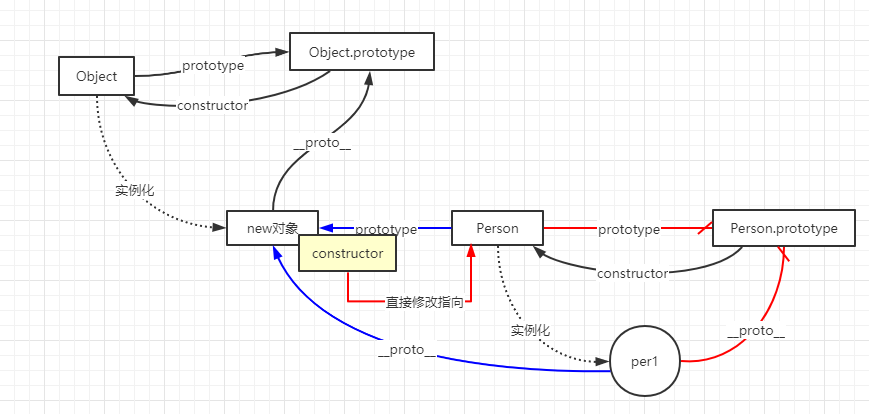 Object.prototype
prototype
Object
constructor
__proto__
实例化
new对象
prototype
Person
prototype
Person.prototype
constructor
constructor
直接修改指向
实例化
__proto__
__proto__
per1